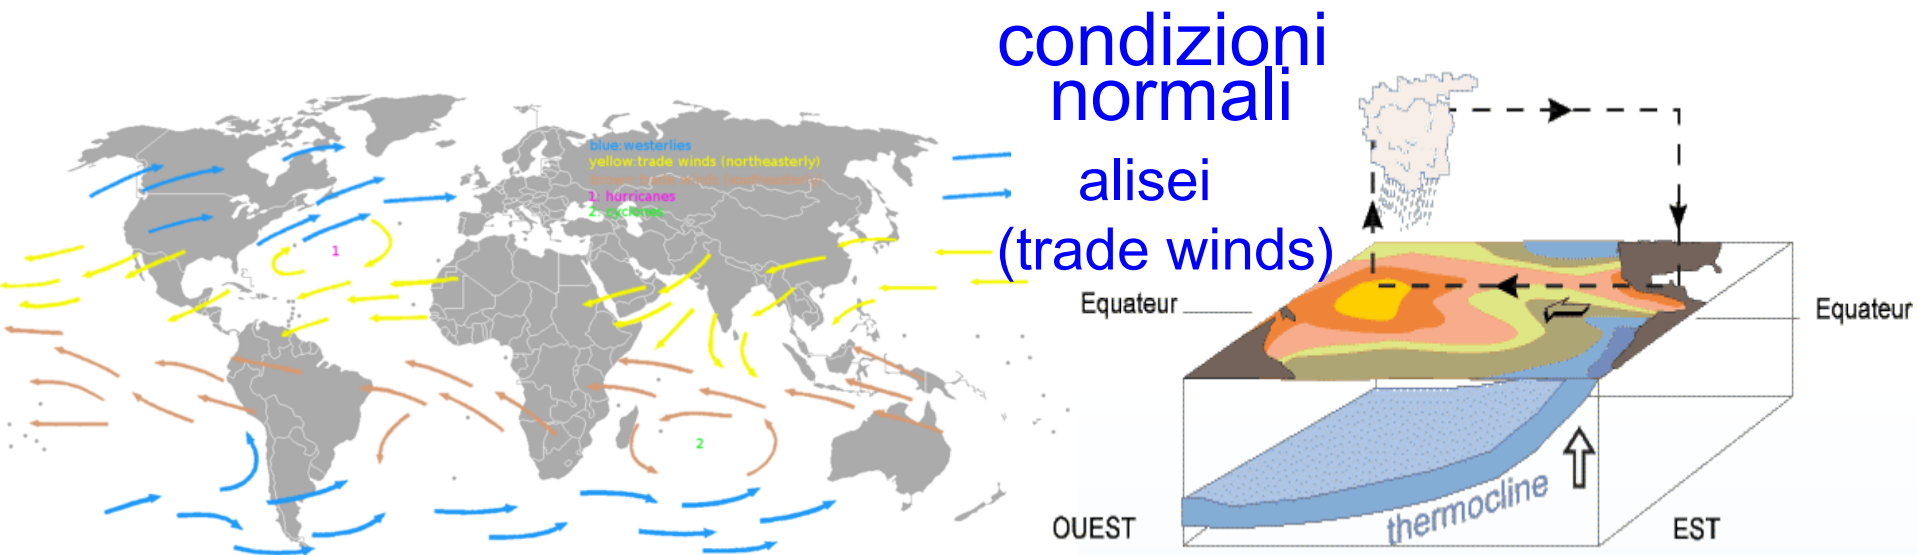 condizioni
normali
alisei
(trade winds)
blue:westerlies
yellow:trade winds (northeasterly)
1: hurricanes
2: cyclones
1
2
Equateur
Equateur
thermocline
OUEST
EST